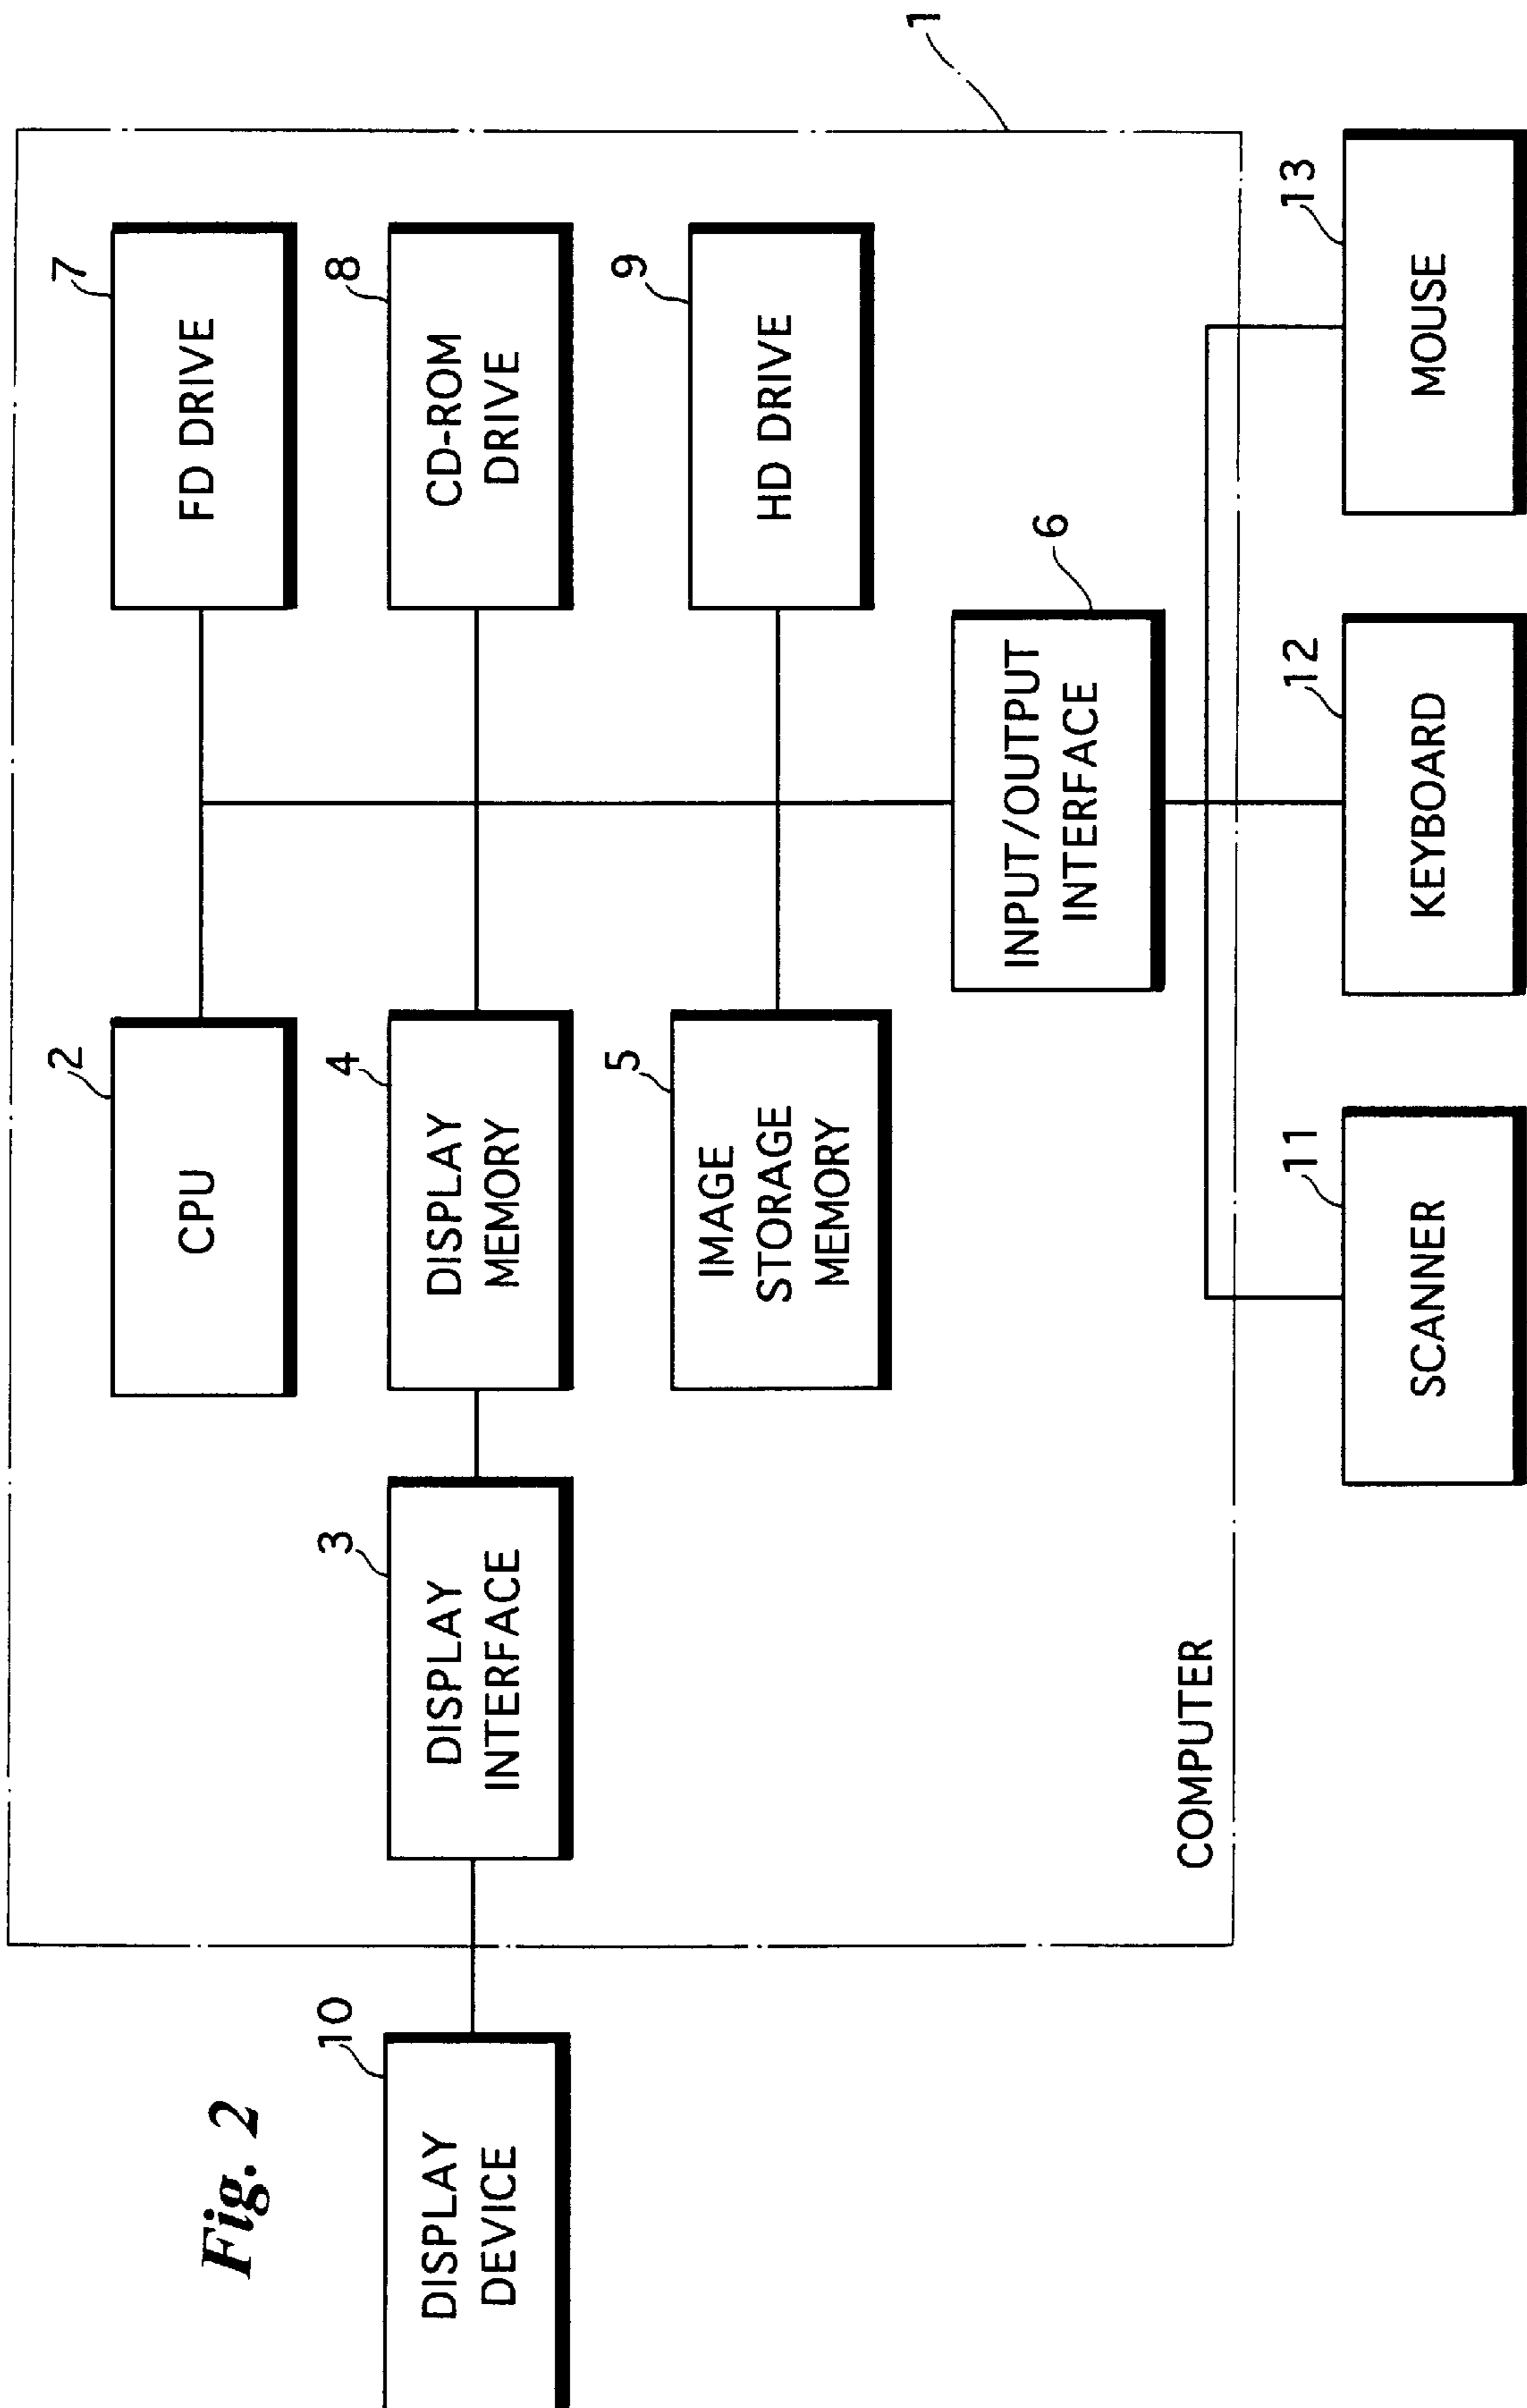 Fig. 2
1
2
CPU
7
FD DRIVE
10
DISPLAY
DEVICE
3
DISPLAY
INTERFACE
4
DISPLAY
MEMORY
8
CD-ROM
DRIVE
5
IMAGE
STORAGE
MEMORY
9
HD DRIVE
6
INPUT/OUTPUT
INTERFACE
COMPUTER
11
SCANNER
12
KEYBOARD
13
MOUSE